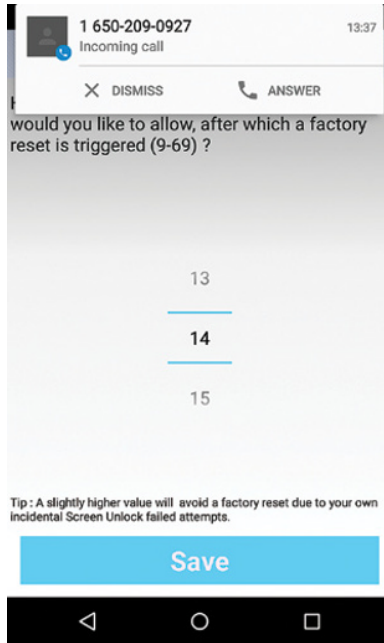 1 650-209-0927 13:37
Incoming call
DISMISS ANSWER
would you like to allow, after which a factory
reset is triggered (9-69) ?
13
14
15
Tip : A slightly higher value will avoid a factory reset due to your own
incidental Screen Unlock failed attempts.
Save